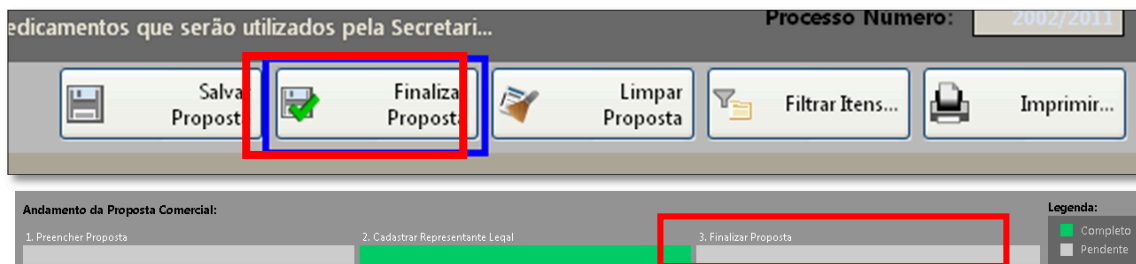 edicamentos que serão utilizados pela Secretari...
Processo Número:
2002/2011
Salva
Propost
Finaliza
Proposta
Limpar
Proposta
Filtrar Itens...
Imprimir...
Andamento da Proposta Comercial:
Legenda:
1. Preencher Proposta
2. Cadastrar Representante Legal
3. Finalizar Proposta
Completo
Pendente